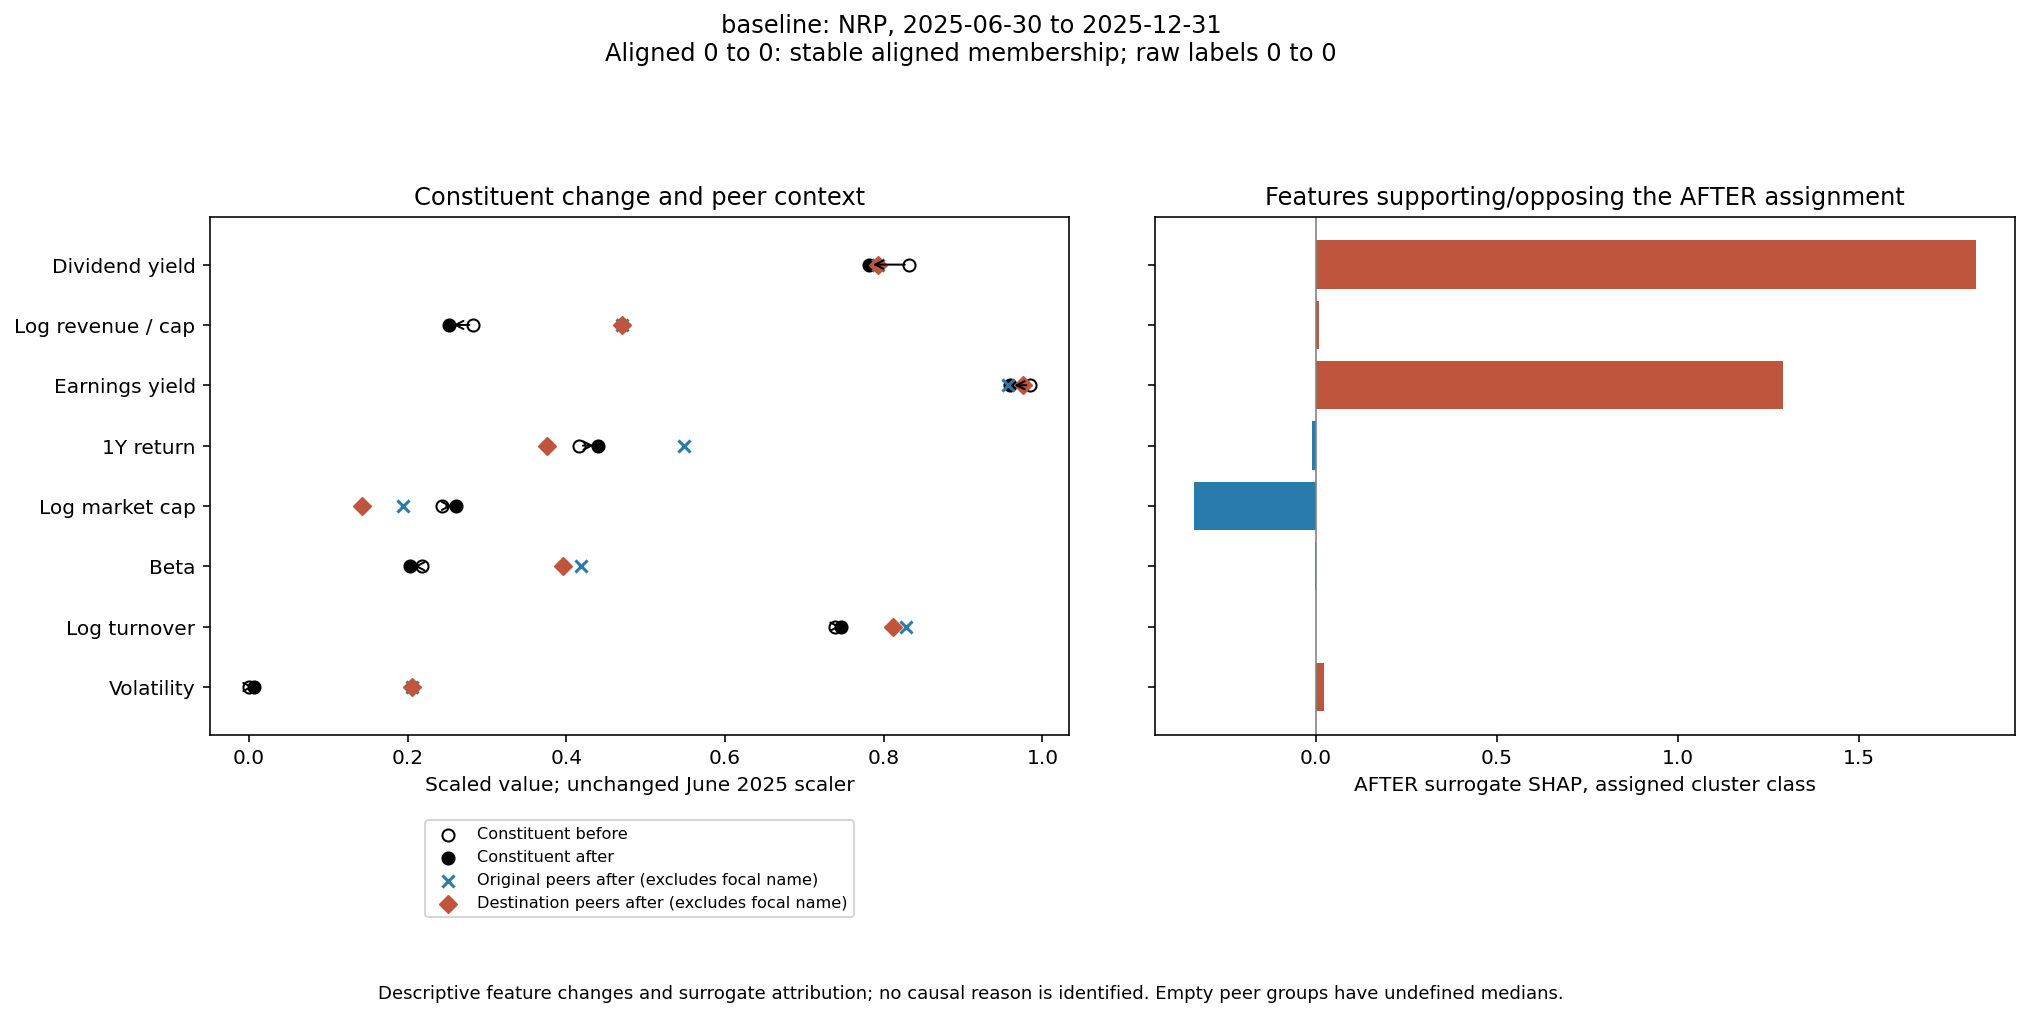 baseline: NRP, 2025-06-30 to 2025-12-31
Aligned 0 to 0: stable aligned membership; raw labels 0 to 0
Constituent change and peer context
Dividend yield
Log revenue / cap
Earnings yield
1Y return
Log market cap
Beta
Log turnover
Volatility
0.0 0.2 0.4 0.6 0.8 1.0
Scaled value; unchanged June 2025 scaler
Constituent before
Constituent after
Original peers after (excludes focal name)
Destination peers after (excludes focal name)
Features supporting/opposing the AFTER assignment
0.0 0.5 1.0 1.5
AFTER surrogate SHAP, assigned cluster class
Descriptive feature changes and surrogate attribution; no causal reason is identified. Empty peer groups have undefined medians.